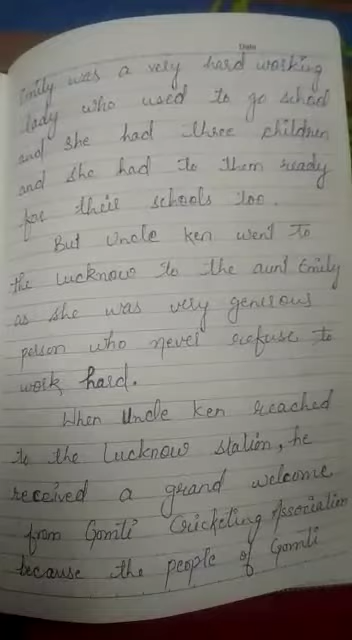 Date
Emily was a very hard working
lady who used to go school
and she had three children
and she had to them ready
for their schools too.
But Uncle Ken went to
the Lucknow to the aunt Emily
as she was very generous
person who never refuse to
work hard.
When Uncle Ken reached
to the Lucknow station, he
received a grand welcome
from Gomti Cricketing Association
because the people of Gomti